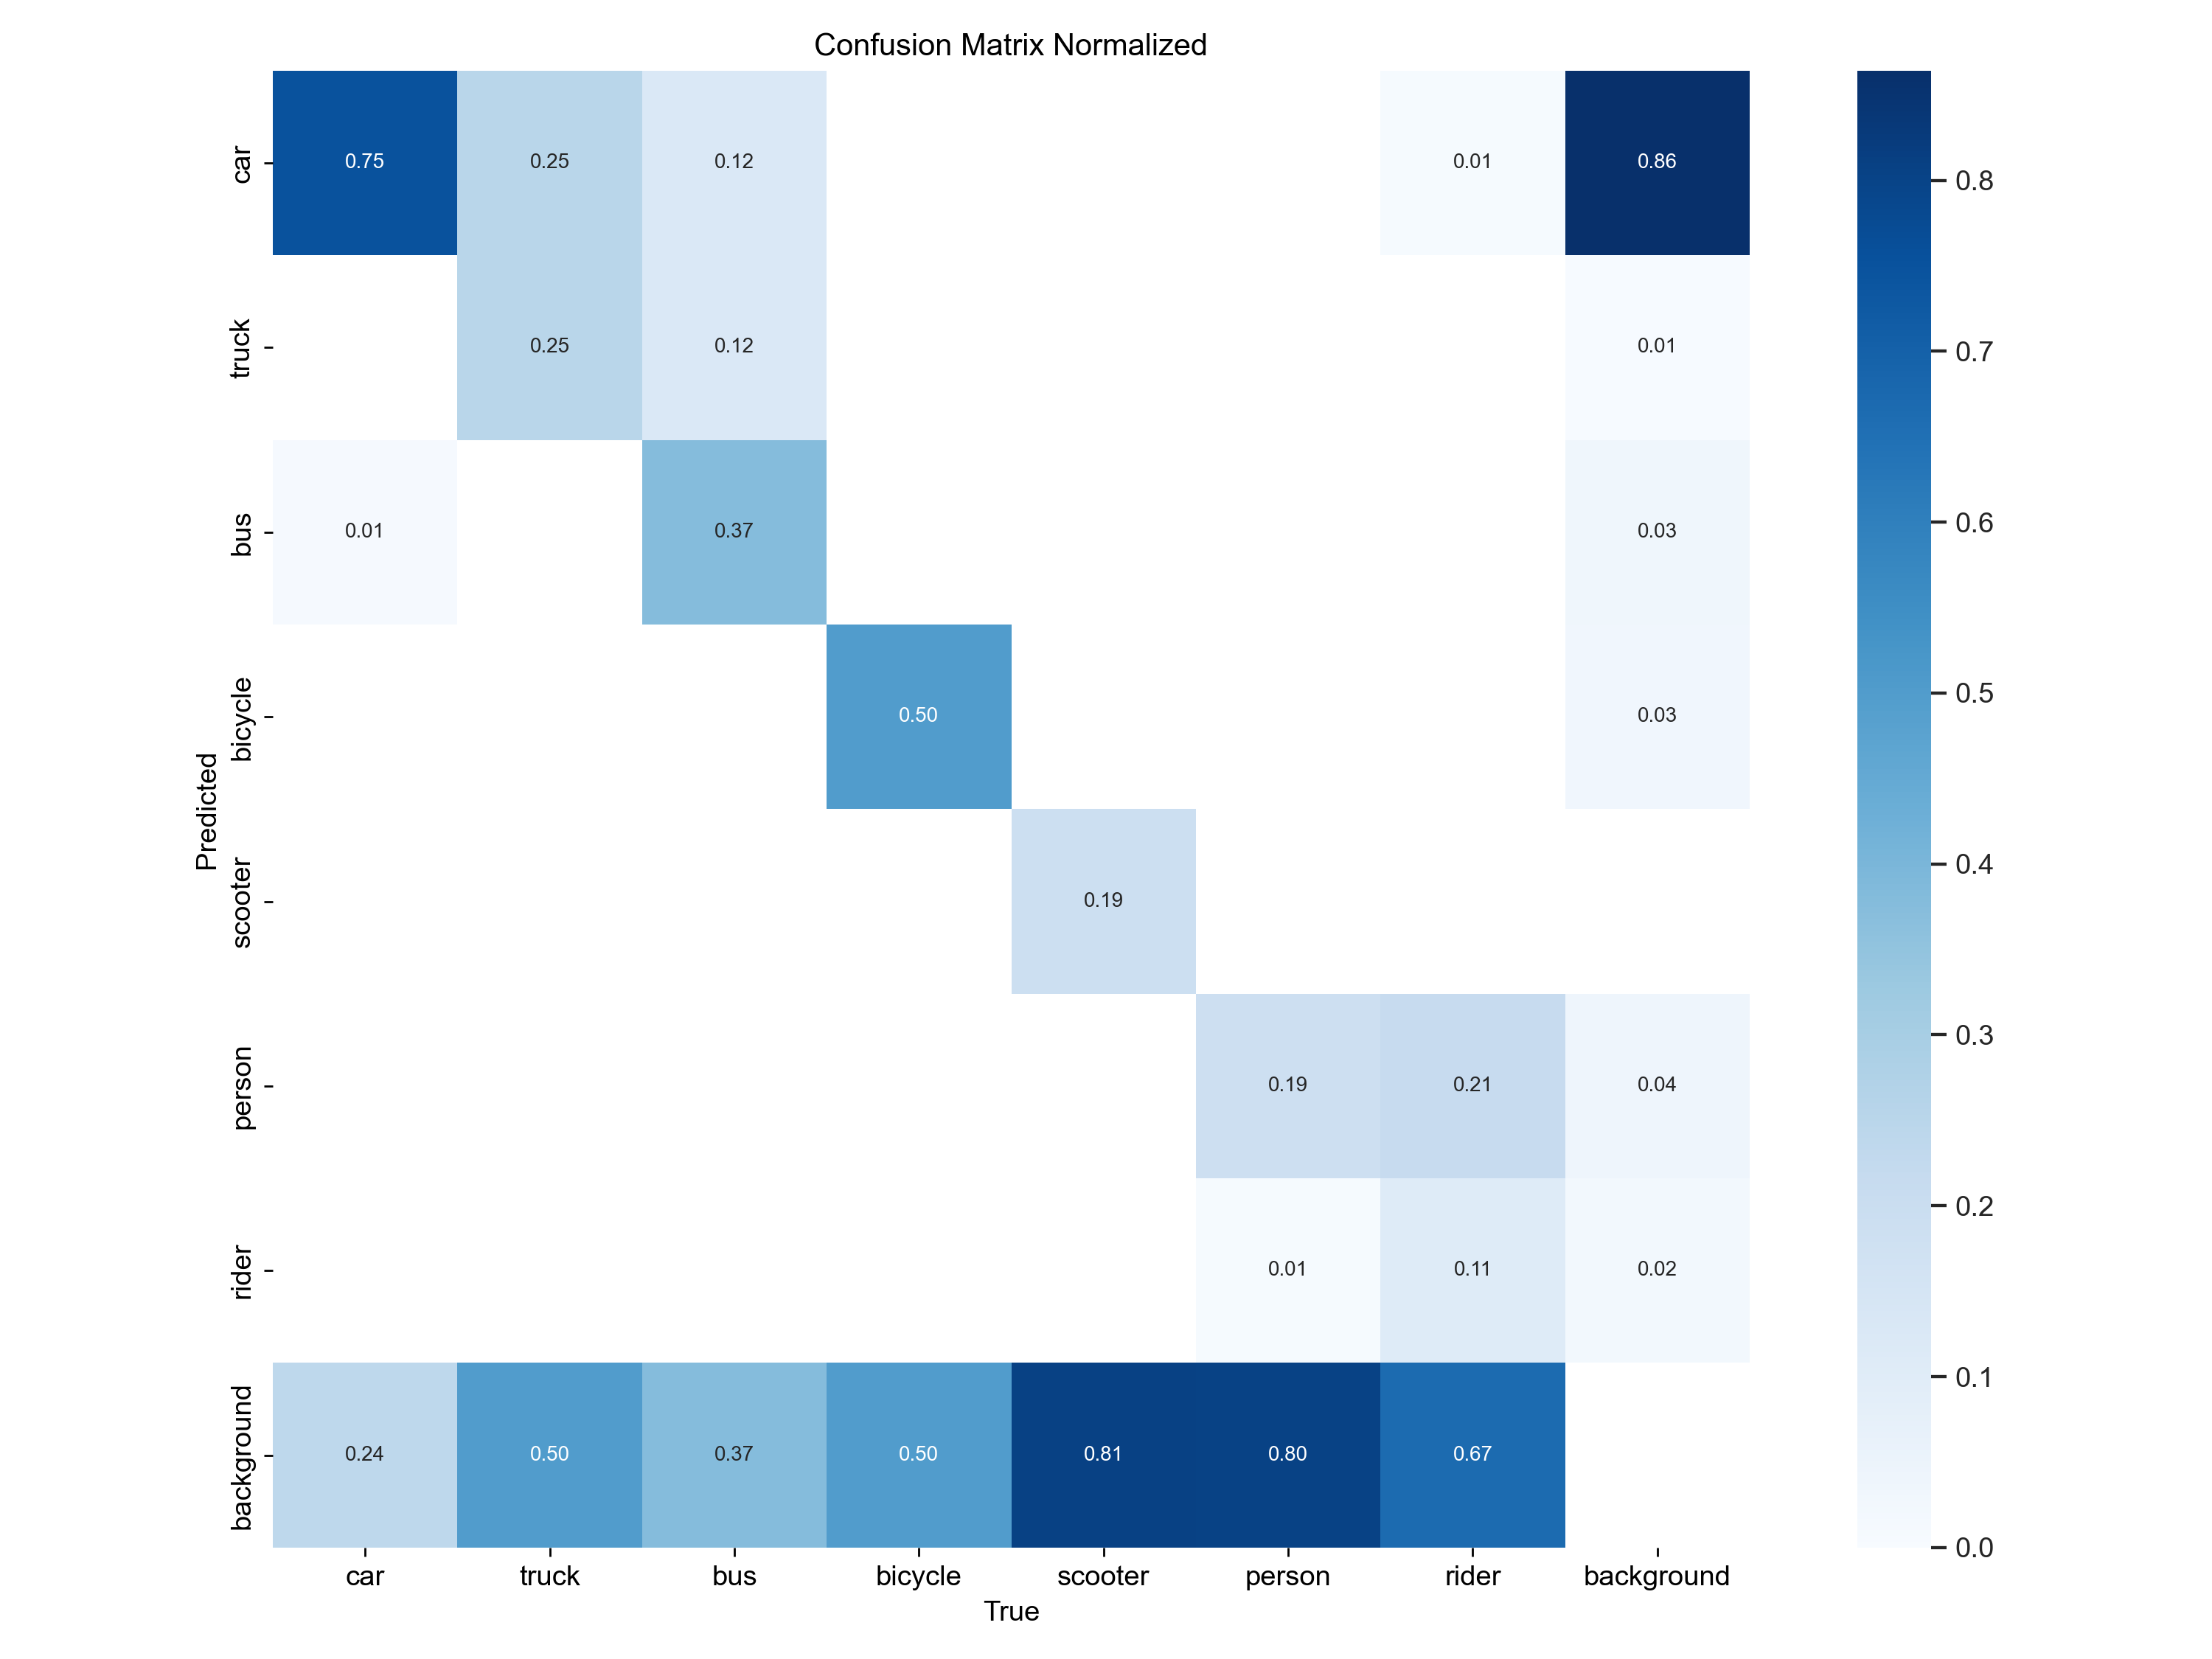 Confusion Matrix Normalized
car
0.75
0.25
0.12
0.01
0.86
truck
0.25
0.12
0.01
bus
0.01
0.37
0.03
bicycle
0.50
0.03
scooter
0.19
person
0.19
0.21
0.04
rider
0.01
0.11
0.02
background
0.24
0.50
0.37
0.50
0.81
0.80
0.67
Predicted
car
truck
bus
bicycle
scooter
person
rider
background
True
0.8
0.7
0.6
0.5
0.4
0.3
0.2
0.1
0.0